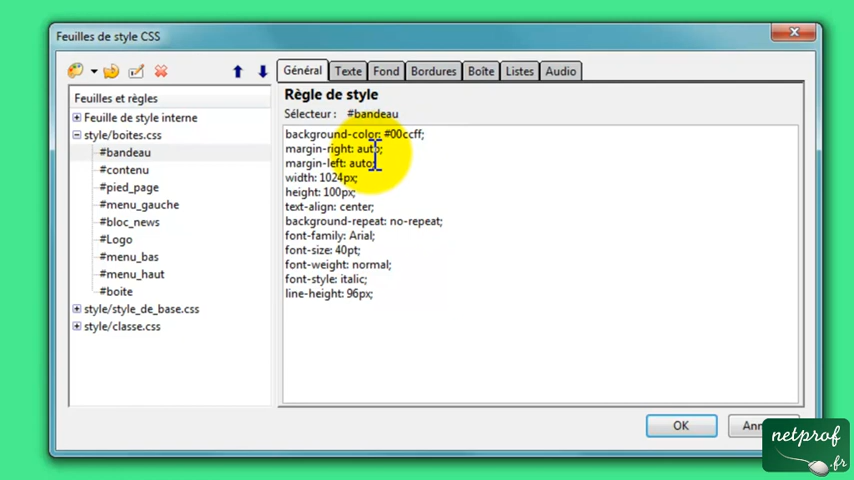 Feuilles de style CSS
Général Texte Fond Bordures Boîte Listes Audio
Feuilles et règles
Feuille de style interne
style/boites.css
#bandeau
#contenu
#pied_page
#menu_gauche
#bloc_news
#Logo
#menu_bas
#menu_haut
#boite
style/style_de_base.css
style/classe.css
Règle de style
Sélecteur : #bandeau
background-color: #00ccff;
margin-right: auto;
margin-left: auto;
width: 1024px;
height: 100px;
text-align: center;
background-repeat: no-repeat;
font-family: Arial;
font-size: 40pt;
font-weight: normal;
font-style: italic;
line-height: 96px;
OK
netprof
.fr